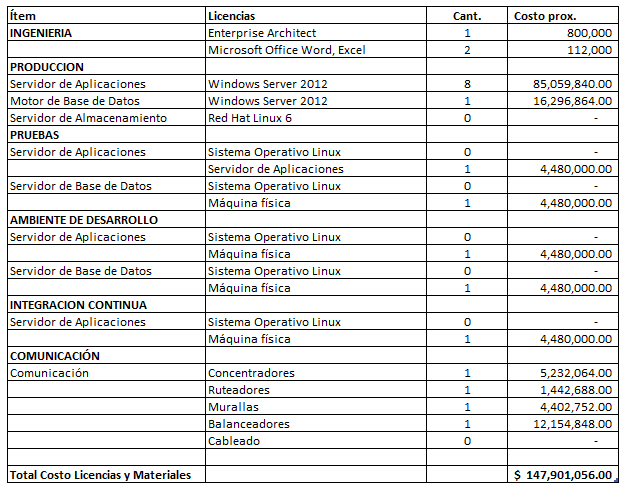 Ítem Licencias Cant. Costo prox.
INGENIERIA Enterprise Architect 1 800,000
Microsoft Office Word, Excel 2 112,000
PRODUCCION
Servidor de Aplicaciones Windows Server 2012 8 85,059,840.00
Motor de Base de Datos Windows Server 2012 1 16,296,864.00
Servidor de Almacenamiento Red Hat Linux 6 0 -
PRUEBAS
Servidor de Aplicaciones Sistema Operativo Linux 0 -
Servidor de Aplicaciones 1 4,480,000.00
Servidor de Base de Datos Sistema Operativo Linux 0 -
Máquina física 1 4,480,000.00
AMBIENTE DE DESARROLLO
Servidor de Aplicaciones Sistema Operativo Linux 0 -
Máquina física 1 4,480,000.00
Servidor de Base de Datos Sistema Operativo Linux 0 -
Máquina física 1 4,480,000.00
INTEGRACION CONTINUA
Servidor de Aplicaciones Sistema Operativo Linux 0 -
Máquina física 1 4,480,000.00
COMUNICACIÓN
Comunicación Concentradores 1 5,232,064.00
Ruteadores 1 1,442,688.00
Murallas 1 4,402,752.00
Balanceadores 1 12,154,848.00
Cableado 0 -
Total Costo Licencias y Materiales $ 147,901,056.00